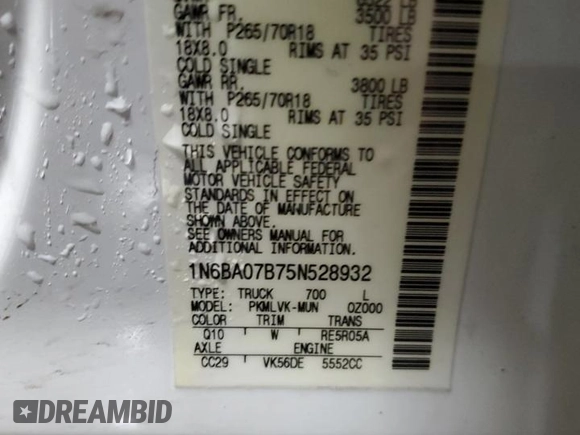 GAWR FR. 3500 LB
WITH P265/70R18 TIRES
18X8.0 RIMS AT 35 PSI
COLD SINGLE
GAWR RR. 3800 LB
WITH P265/70R18 TIRES
18X8.0 RIMS AT 35 PSI
COLD SINGLE
THIS VEHICLE CONFORMS TO
ALL APPLICABLE FEDERAL
MOTOR VEHICLE SAFETY
STANDARDS IN EFFECT ON
THE DATE OF MANUFACTURE
SHOWN ABOVE.
SEE OWNERS MANUAL FOR
ADDITIONAL INFORMATION.
1N6BA07B75N528932
TYPE: TRUCK 700 L
MODEL: PKMLVK-MUN 0Z000
COLOR TRIM TRANS
Q10 W RE5R05A
AXLE ENGINE
CC29 VK56DE 5552CC
DREAMBID